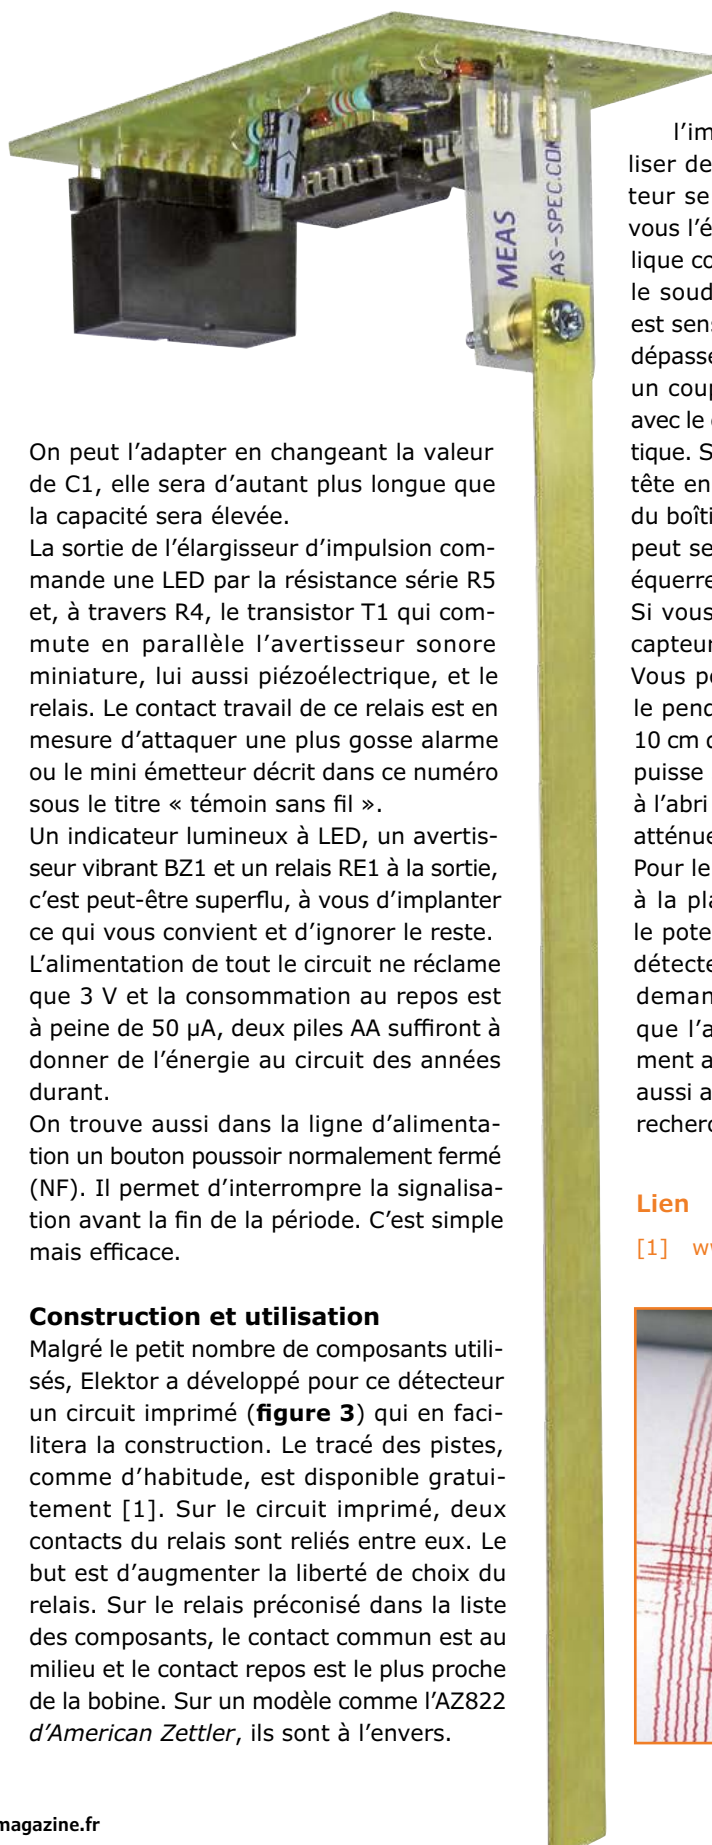 MEAS
AS-SPEC.COM
On peut l’adapter en changeant la valeur
de C1, elle sera d’autant plus longue que
la capacité sera élevée.
La sortie de l’élargisseur d’impulsion com-
mande une LED par la résistance série R5
et, à travers R4, le transistor T1 qui com-
mute en parallèle l’avertisseur sonore
miniature, lui aussi piézoélectrique, et le
relais. Le contact travail de ce relais est en
mesure d’attaquer une plus gosse alarme
ou le mini émetteur décrit dans ce numéro
sous le titre « témoin sans fil ».
Un indicateur lumineux à LED, un avertis-
seur vibrant BZ1 et un relais RE1 à la sortie,
c’est peut-être superflu, à vous d’implanter
ce qui vous convient et d’ignorer le reste.
L’alimentation de tout le circuit ne réclame
que 3 V et la consommation au repos est
à peine de 50 µA, deux piles AA suffiront à
donner de l’énergie au circuit des années
durant.
On trouve aussi dans la ligne d’alimenta-
tion un bouton poussoir normalement fermé
(NF). Il permet d’interrompre la signalisa-
tion avant la fin de la période. C’est simple
mais efficace.
Construction et utilisation
Malgré le petit nombre de composants utili-
sés, Elektor a développé pour ce détecteur
un circuit imprimé (figure 3) qui en faci-
litera la construction. Le tracé des pistes,
comme d’habitude, est disponible gratui-
tement [1]. Sur le circuit imprimé, deux
contacts du relais sont reliés entre eux. Le
but est d’augmenter la liberté de choix du
relais. Sur le relais préconisé dans la liste
des composants, le contact commun est au
milieu et le contact repos est le plus proche
de la bobine. Sur un modèle comme l’AZ822
d’American Zettler, ils sont à l’envers.
l’im
liser de
teur se
vous l’é
lique co
le soud
est sens
dépasse
un coup
avec le
tique. S
tête en
du boîti
peut se
équerre
Si vous
capteur
Vous pe
le pend
10 cm d
puisse
à l’abri
atténue
Pour le
à la pla
le pote
détecte
deman
que l’a
ment a
aussi a
recherc
Lien
[1] w
magazine.fr